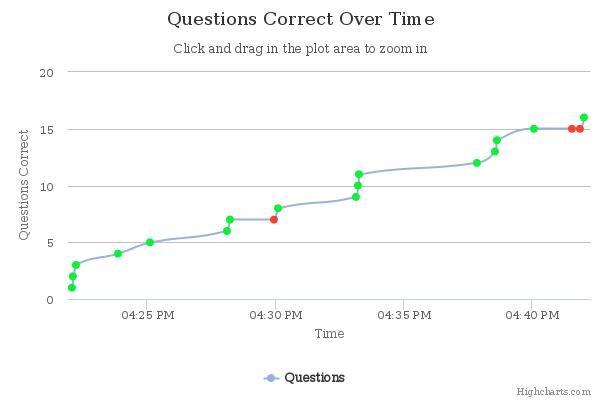 Questions Correct Over Time
Click and drag in the plot area to zoom in
Questions Correct
20
15
10
5
0
04:25 PM 04:30 PM 04:35 PM 04:40 PM
Time
Questions
Highcharts.com